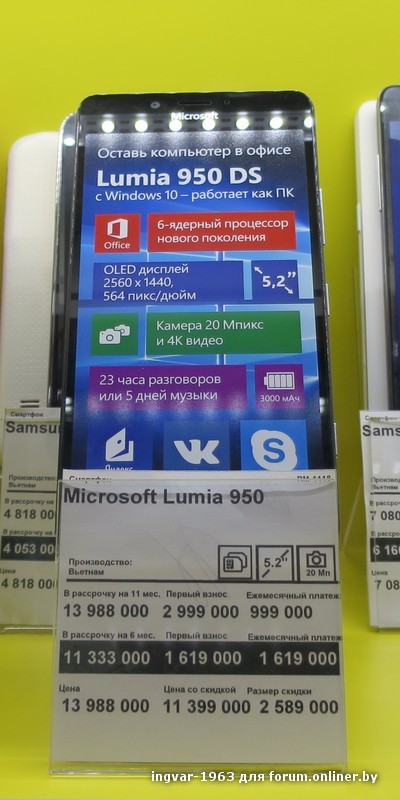 Microsoft
Оставь компьютер в офисе
Lumia 950 DS
с Windows 10 – работает как ПК
Office
6-ядерный процессор
нового поколения
OLED дисплей
2560 x 1440,
564 пикс/дюйм
5,2”
Камера 20 Мпикс
и 4K видео
23 часа разговоров
или 5 дней музыки
3000 мАч
Яндекс
Microsoft Lumia 950
Производство:
Вьетнам
5.2"
20 Мп
В рассрочку на 11 мес. Первый взнос Ежемесячный платеж
13 988 000 2 999 000 999 000
В рассрочку на 6 мес. Первый взнос Ежемесячный платеж
11 333 000 1 619 000 1 619 000
Цена Цена со скидкой Размер скидки
13 988 000 11 399 000 2 589 000
Смартфон
Samsu
Производство:
Вьетнам
В рассрочку на
4 818 000
4 053 00
Цена
4 818 000
Sams
7 080
6 160
Цена
7 08
ingvar-1963 для forum.onliner.by